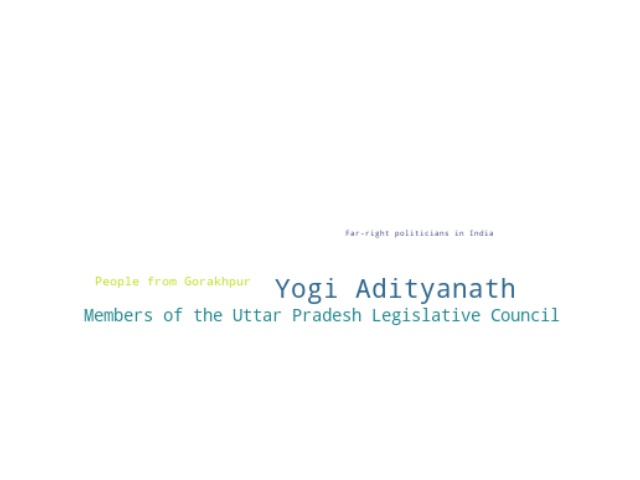 Far-right politicians in India
People from Gorakhpur
Yogi Adityanath
Members of the Uttar Pradesh Legislative Council